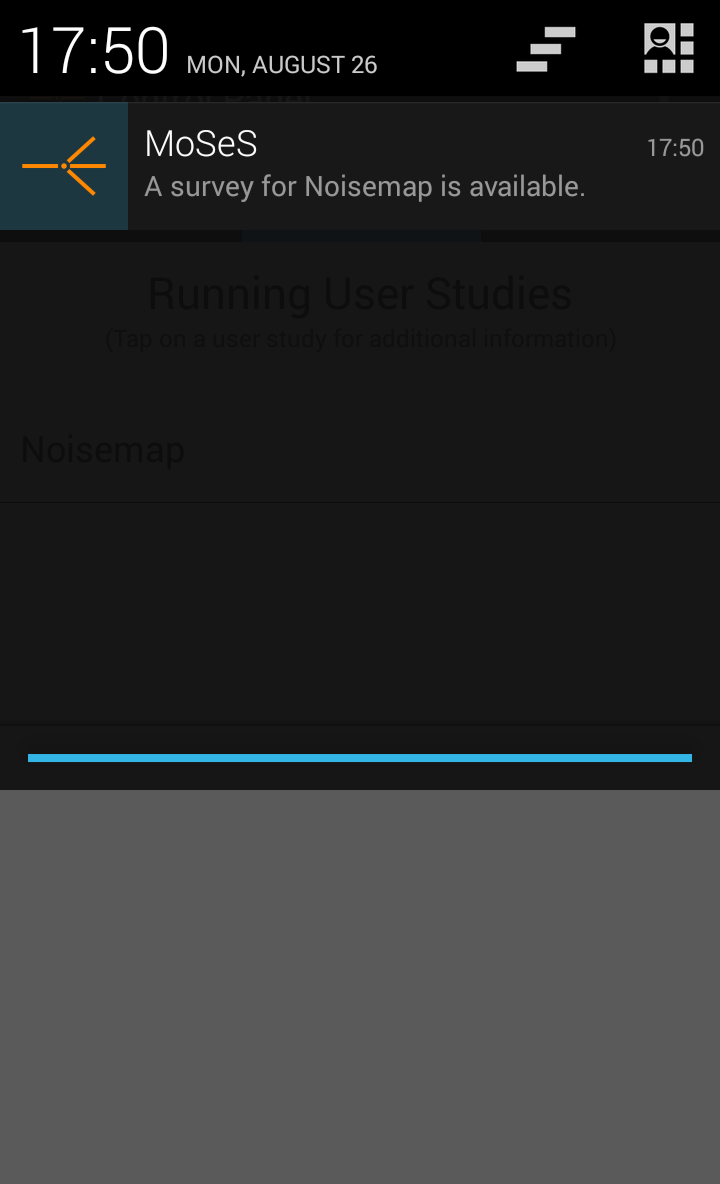 17:50 MON, AUGUST 26
MoSeS 17:50
A survey for Noisemap is available.
Running User Studies
(Tap on a user study for additional information)
Noisemap